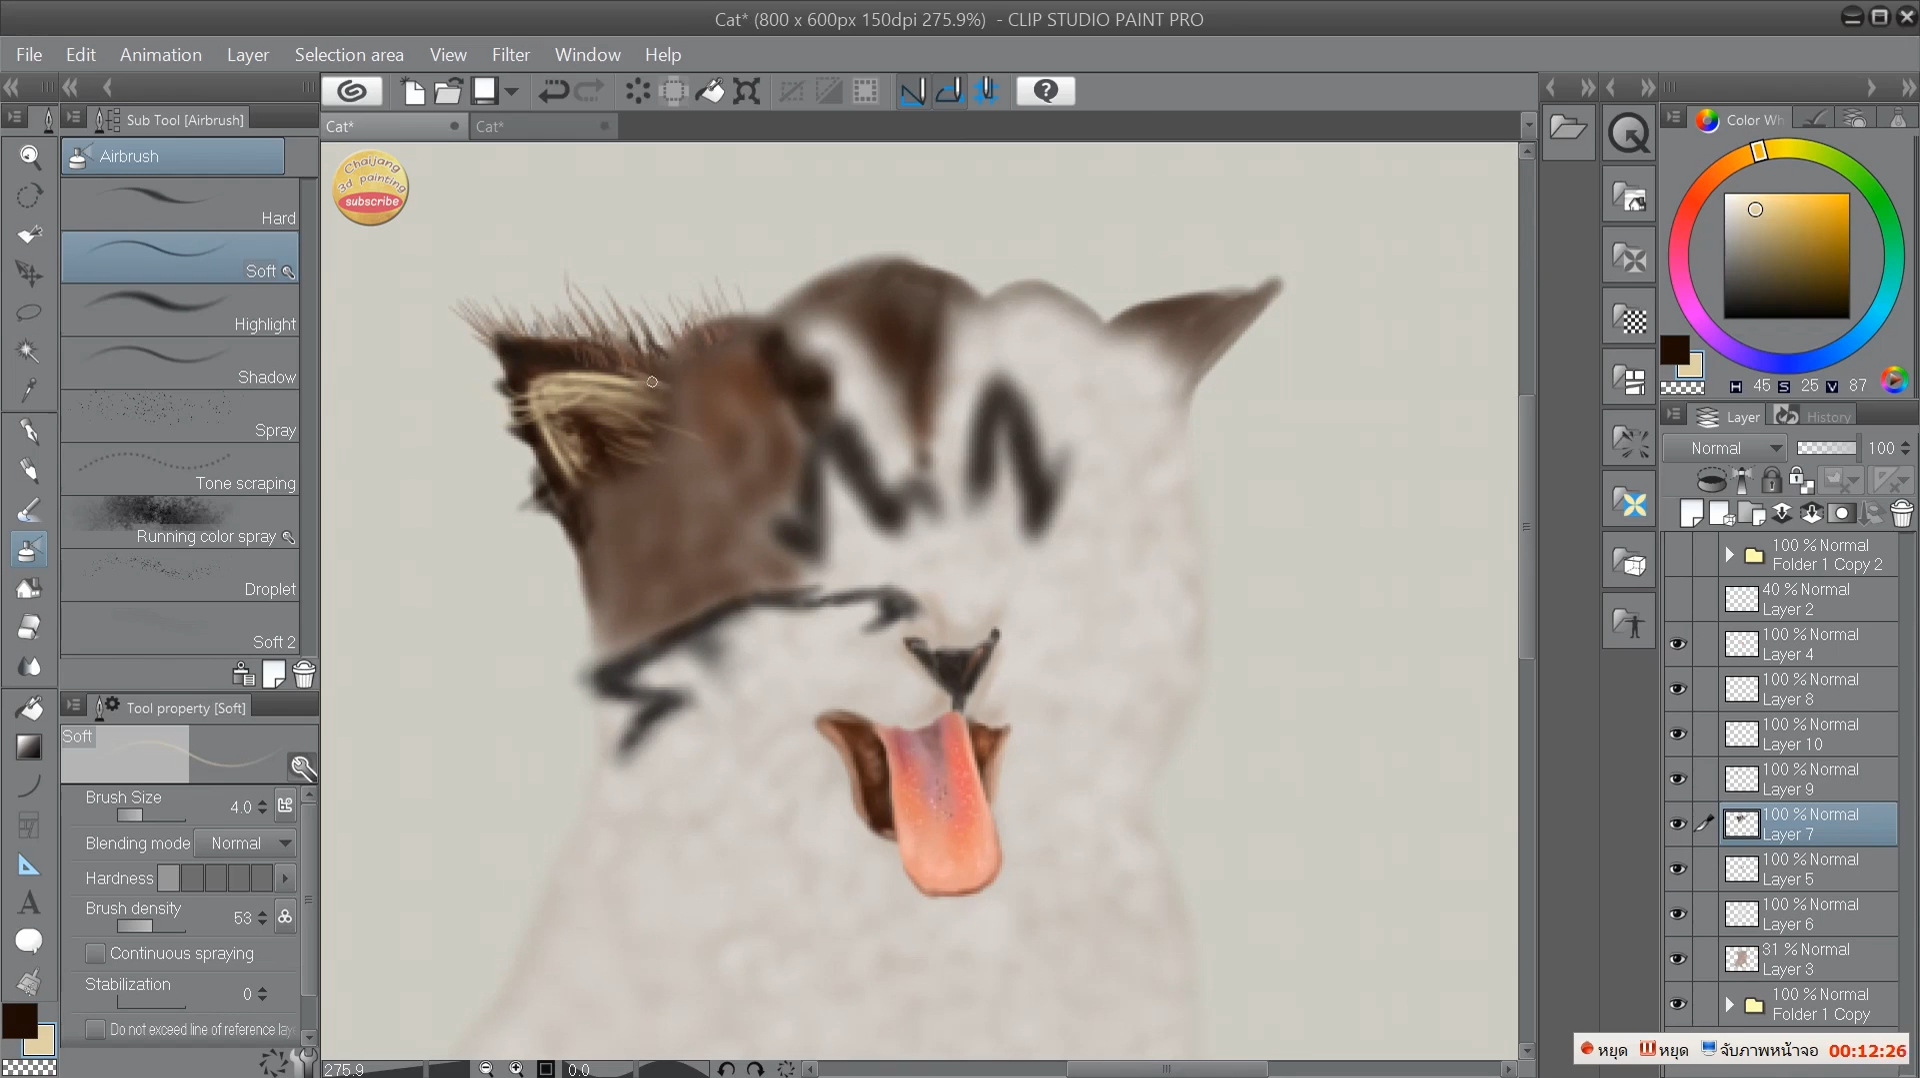 Cat* (800 x 600px 150dpi 275.9%) - CLIP STUDIO PAINT PRO
File Edit Animation Layer Selection area View Filter Window Help
Sub Tool [Airbrush]
Cat*
Cat*
Airbrush
Hard
Soft
Highlight
Shadow
Spray
Tone scraping
Running color spray
Droplet
Soft 2
Tool property [Soft]
Soft
Brush Size 4.0
Blending mode Normal
Hardness
Brush density 53
Continuous spraying
Stabilization 0
Do not exceed line of reference lay
Chaijang
3d painting
subscribe
275.9
0.0
Color Wh
H 45 S 25 V 87
Layer History
Normal 100
100 % Normal
Folder 1 Copy 2
40 % Normal
Layer 2
100 % Normal
Layer 4
100 % Normal
Layer 8
100 % Normal
Layer 10
100 % Normal
Layer 9
100 % Normal
Layer 7
100 % Normal
Layer 5
100 % Normal
Layer 6
31 % Normal
Layer 3
100 % Normal
Folder 1 Copy
หยุด หยุด จับภาพหน้าจอ 00:12:26